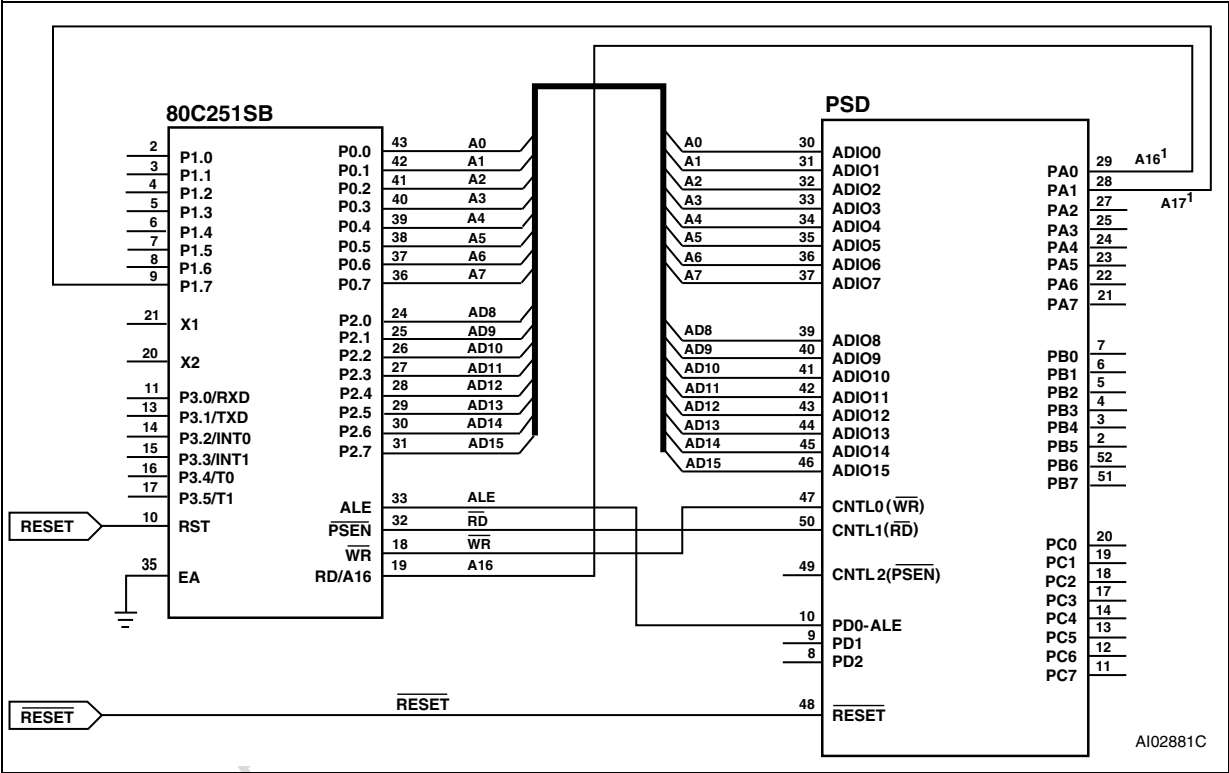 80C251SB
2 P1.0
3 P1.1
4 P1.2
5 P1.3
6 P1.4
7 P1.5
8 P1.6
9 P1.7
21 X1
20 X2
11 P3.0/RXD
13 P3.1/TXD
14 P3.2/INT0
15 P3.3/INT1
16 P3.4/T0
17 P3.5/T1
RESET 10 RST
35 EA
P0.0 43 A0
P0.1 42 A1
P0.2 41 A2
P0.3 40 A3
P0.4 39 A4
P0.5 38 A5
P0.6 37 A6
P0.7 36 A7
P2.0 24 AD8
P2.1 25 AD9
P2.2 26 AD10
P2.3 27 AD11
P2.4 28 AD12
P2.5 29 AD13
P2.6 30 AD14
P2.7 31 AD15
ALE 33 ALE
PSEN 32 RD
WR 18 WR
RD/A16 19 A16
PSD
A0 30 ADIO0
A1 31 ADIO1
A2 32 ADIO2
A3 33 ADIO3
A4 34 ADIO4
A5 35 ADIO5
A6 36 ADIO6
A7 37 ADIO7
AD8 39 ADIO8
AD9 40 ADIO9
AD10 41 ADIO10
AD11 42 ADIO11
AD12 43 ADIO12
AD13 44 ADIO13
AD14 45 ADIO14
AD15 46 ADIO15
47 CNTL0(WR)
50 CNTL1(RD)
49 CNTL2(PSEN)
10 PD0-ALE
9 PD1
8 PD2
RESET RESET 48 RESET
PA0 29 A16¹
PA1 28 A17¹
PA2 27
PA3 25
PA4 24
PA5 23
PA6 22
PA7 21
PB0 7
PB1 6
PB2 5
PB3 4
PB4 3
PB5 2
PB6 52
PB7 51
PC0 20
PC1 19
PC2 18
PC3 17
PC4 14
PC5 13
PC6 12
PC7 11
AI02881C